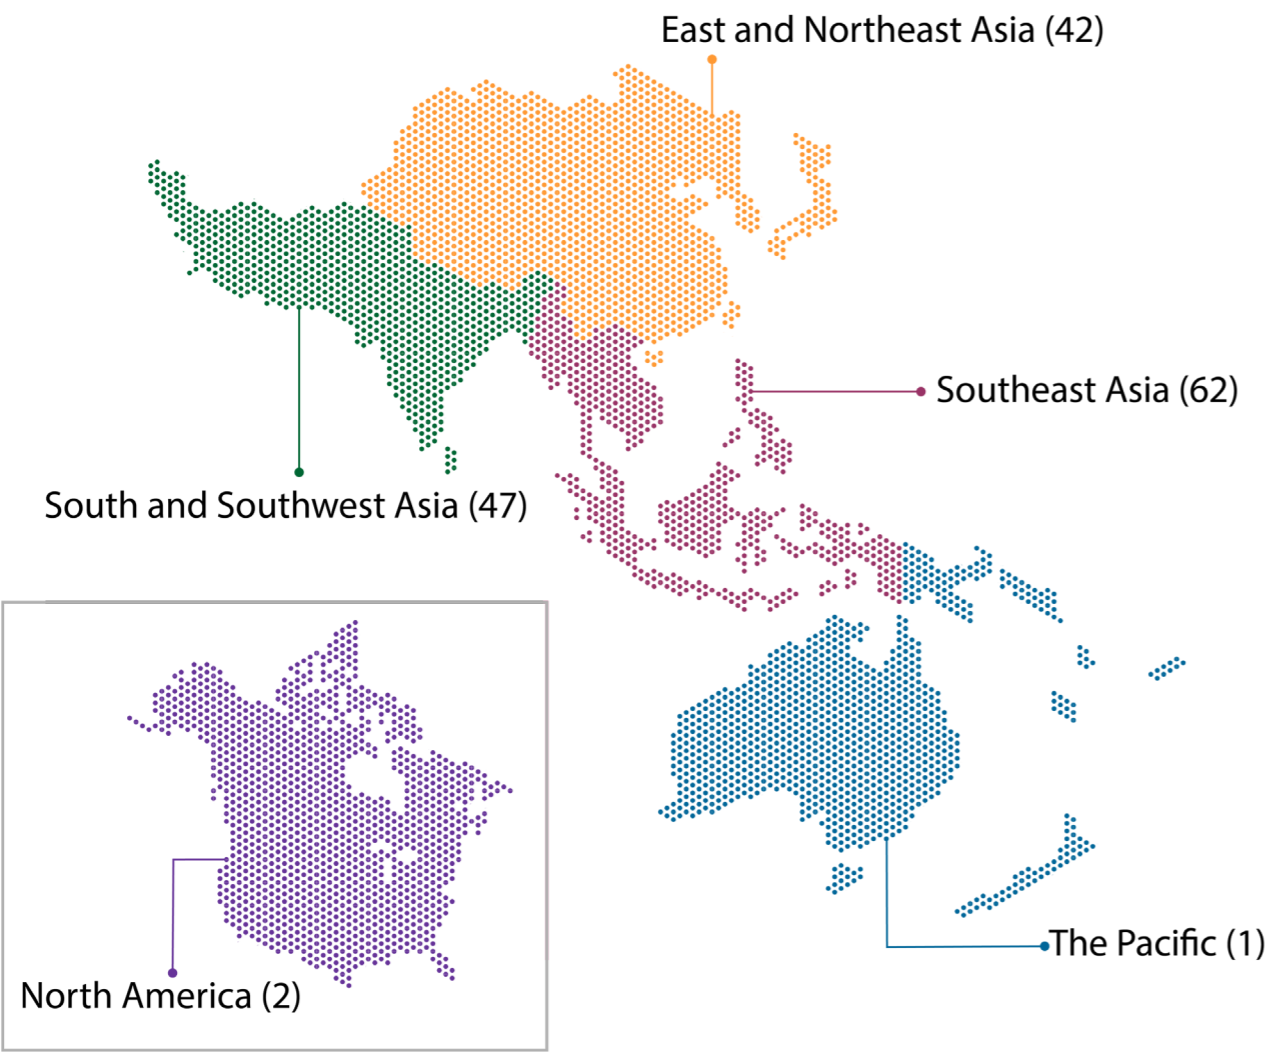 East and Northeast Asia (42)
Southeast Asia (62)
South and Southwest Asia (47)
The Pacific (1)
North America (2)